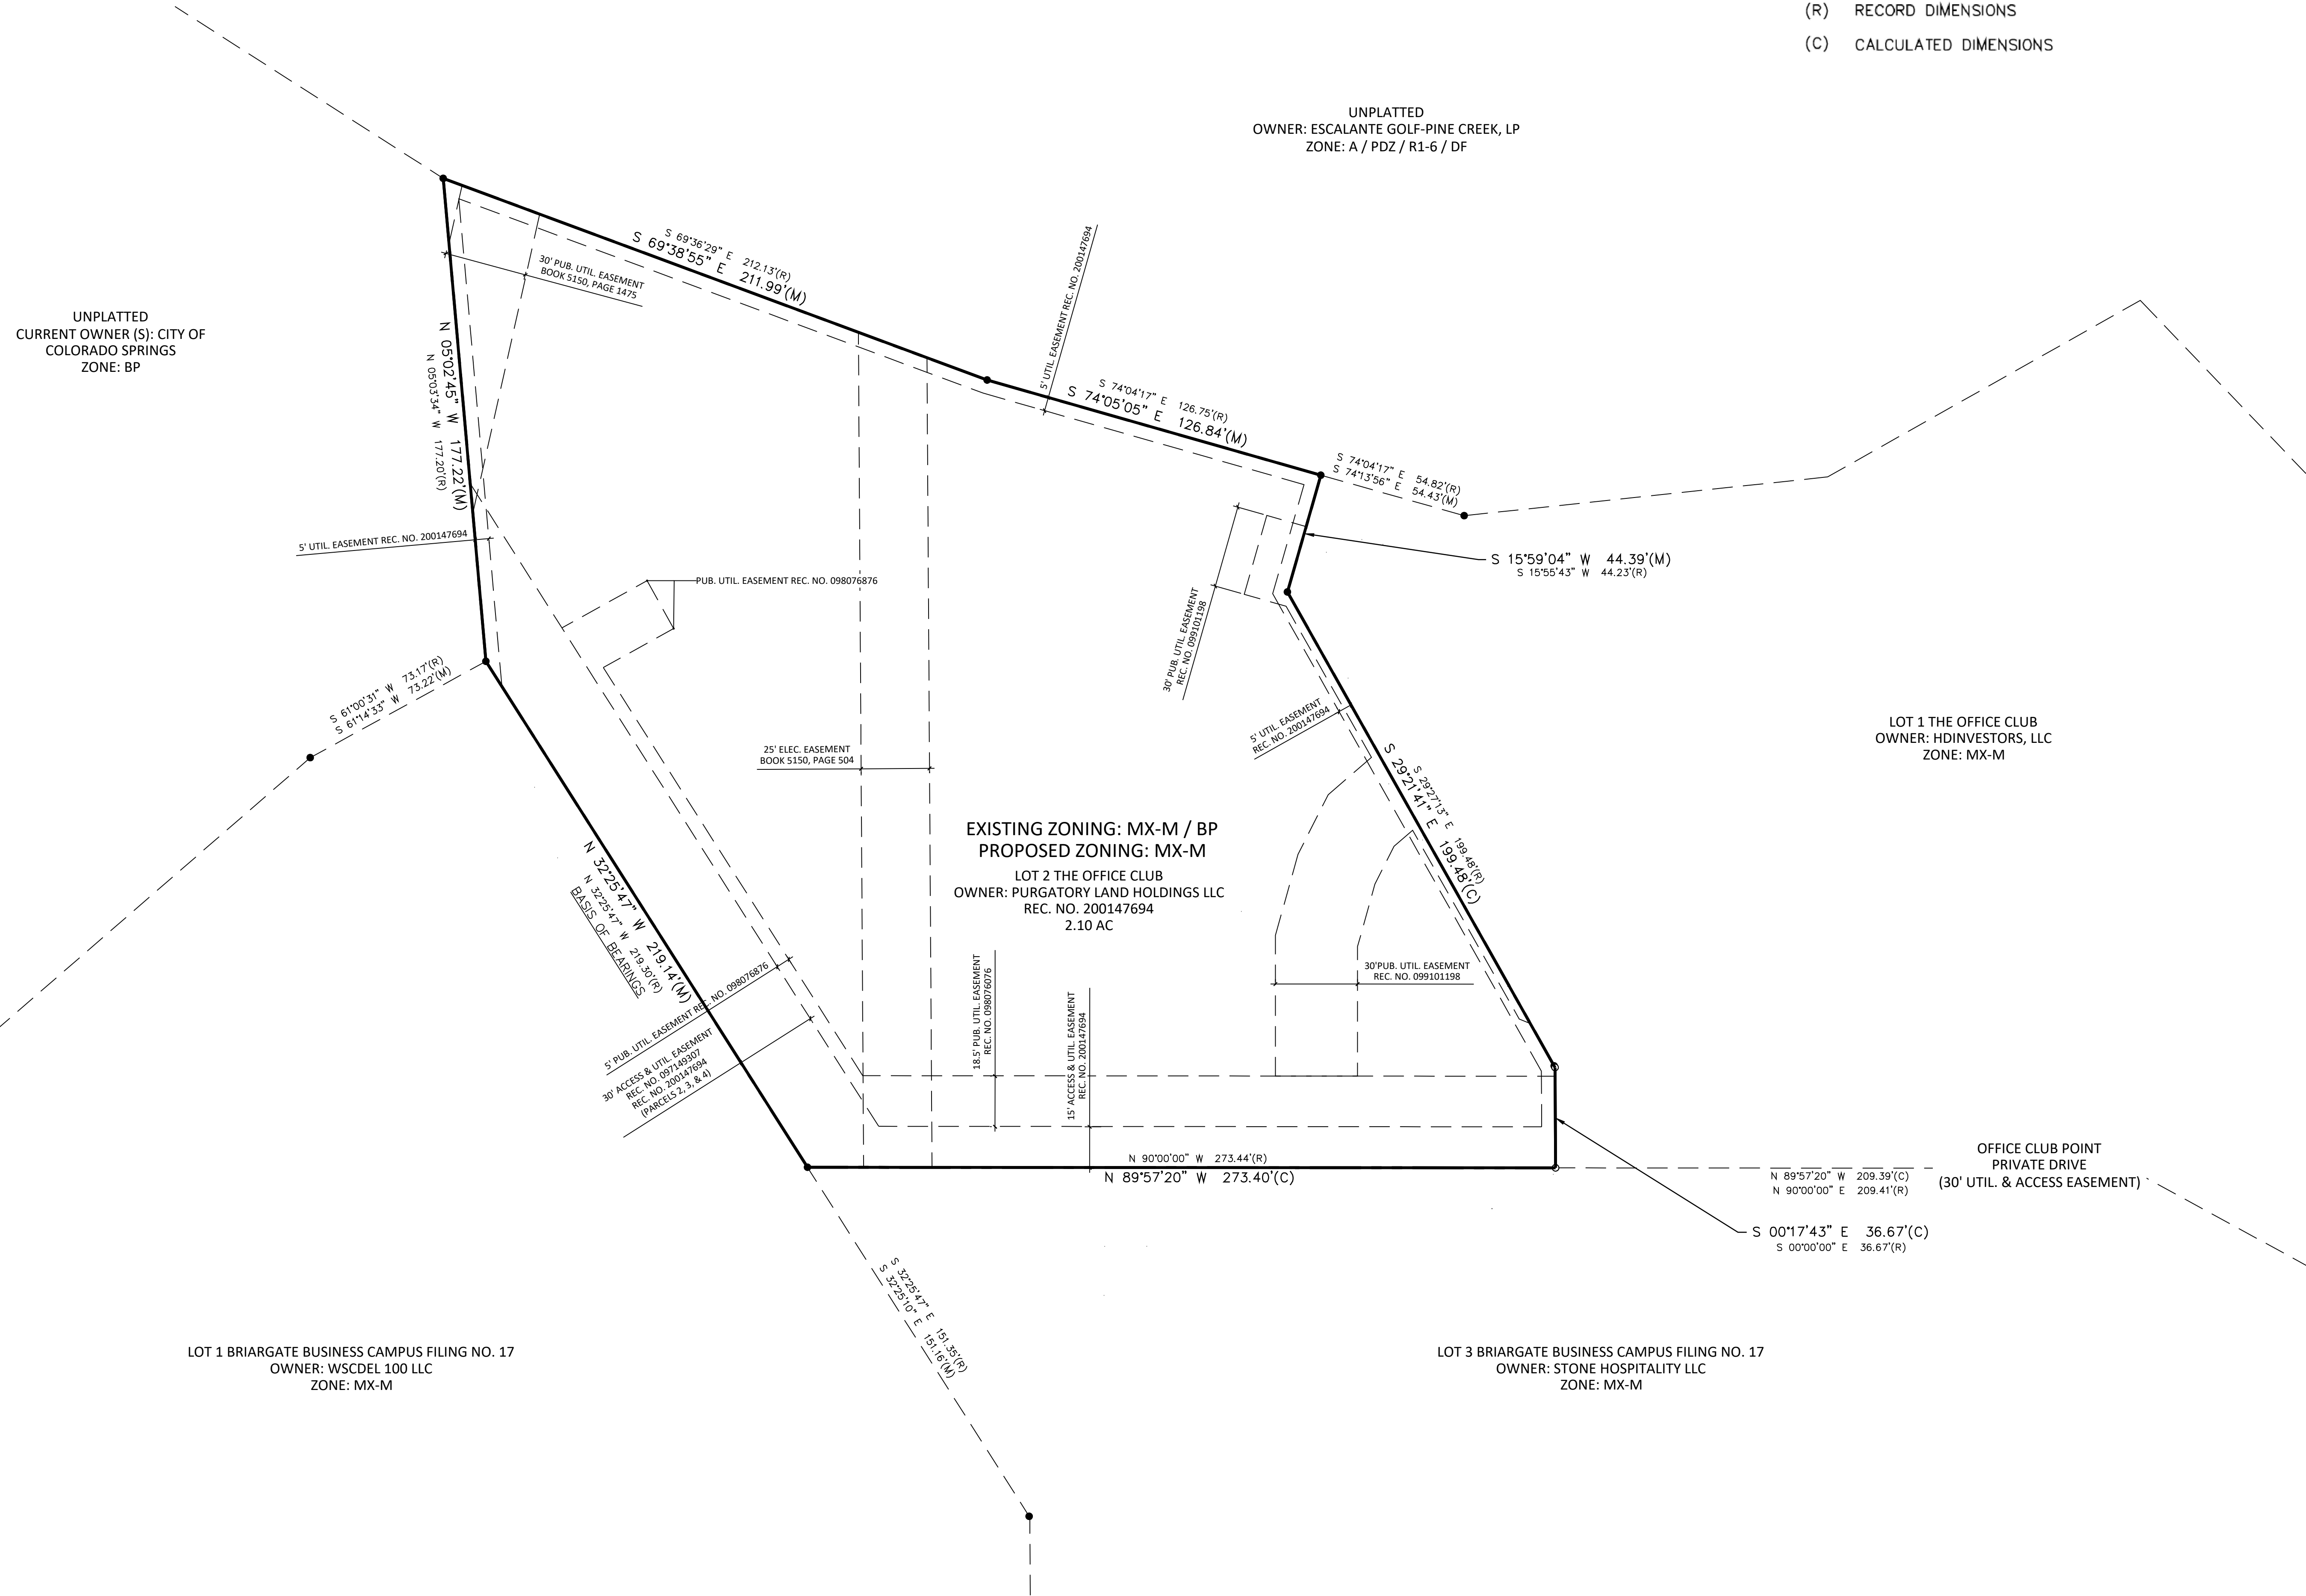 (R) RECORD DIMENSIONS
(C) CALCULATED DIMENSIONS
UNPLATTED
OWNER: ESCALANTE GOLF-PINE CREEK, LP
ZONE: A / PDZ / R1-6 / DF
S 69°36'29" E 212.13'(R)
S 69°38'55" E 211.99'(M)
30' PUB. UTIL. EASEMENT
BOOK 5150, PAGE 1475
5' UTIL. EASEMENT REC. NO. 200147694
UNPLATTED
CURRENT OWNER (S): CITY OF
COLORADO SPRINGS
ZONE: BP
N 05°02'45" W 177.22'(M)
N 05°03'34" W 177.20'(R)
S 74°04'17" E 126.75'(R)
S 74°05'05" E 126.84'(M)
S 74°04'17" E 54.82'(R)
S 74°13'56" E 54.43'(M)
5' UTIL. EASEMENT REC. NO. 200147694
S 15°59'04" W 44.39'(M)
S 15°55'43" W 44.23'(R)
PUB. UTIL. EASEMENT REC. NO. 098076876
30' PUB. UTIL. EASEMENT
REC. NO. 099101198
S 61°00'31" W 73.17'(R)
S 61°14'33" W 73.22'(M)
5' UTIL. EASEMENT
REC. NO. 200147694
LOT 1 THE OFFICE CLUB
OWNER: HDINVESTORS, LLC
ZONE: MX-M
25' ELEC. EASEMENT
BOOK 5150, PAGE 504
S 29°27'13" E 199.48'(R)
S 29°21'41" E 199.48'(C)
EXISTING ZONING: MX-M / BP
PROPOSED ZONING: MX-M
LOT 2 THE OFFICE CLUB
OWNER: PURGATORY LAND HOLDINGS LLC
REC. NO. 200147694
2.10 AC
N 32°25'47" W 219.14'(M)
N 32°25'47" W 219.30'(R)
BASIS OF BEARINGS
5' PUB. UTIL. EASEMENT REC. NO. 098076876
30' ACCESS & UTIL. EASEMENT
REC. NO. 097149307
REC. NO. 200147694
(PARCELS 2, 3, & 4)
18.5' PUB. UTIL. EASEMENT
REC. NO. 098076076
15' ACCESS & UTIL. EASEMENT
REC. NO. 200147694
30'PUB. UTIL. EASEMENT
REC. NO. 099101198
N 90°00'00" W 273.44'(R)
N 89°57'20" W 273.40'(C)
OFFICE CLUB POINT
PRIVATE DRIVE
(30' UTIL. & ACCESS EASEMENT)
N 89°57'20" W 209.39'(C)
N 90°00'00" E 209.41'(R)
S 00°17'43" E 36.67'(C)
S 00°00'00" E 36.67'(R)
S 32°25'47" E 151.35'(R)
S 32°25'10" E 151.16'(M)
LOT 1 BRIARGATE BUSINESS CAMPUS FILING NO. 17
OWNER: WSCDEL 100 LLC
ZONE: MX-M
LOT 3 BRIARGATE BUSINESS CAMPUS FILING NO. 17
OWNER: STONE HOSPITALITY LLC
ZONE: MX-M